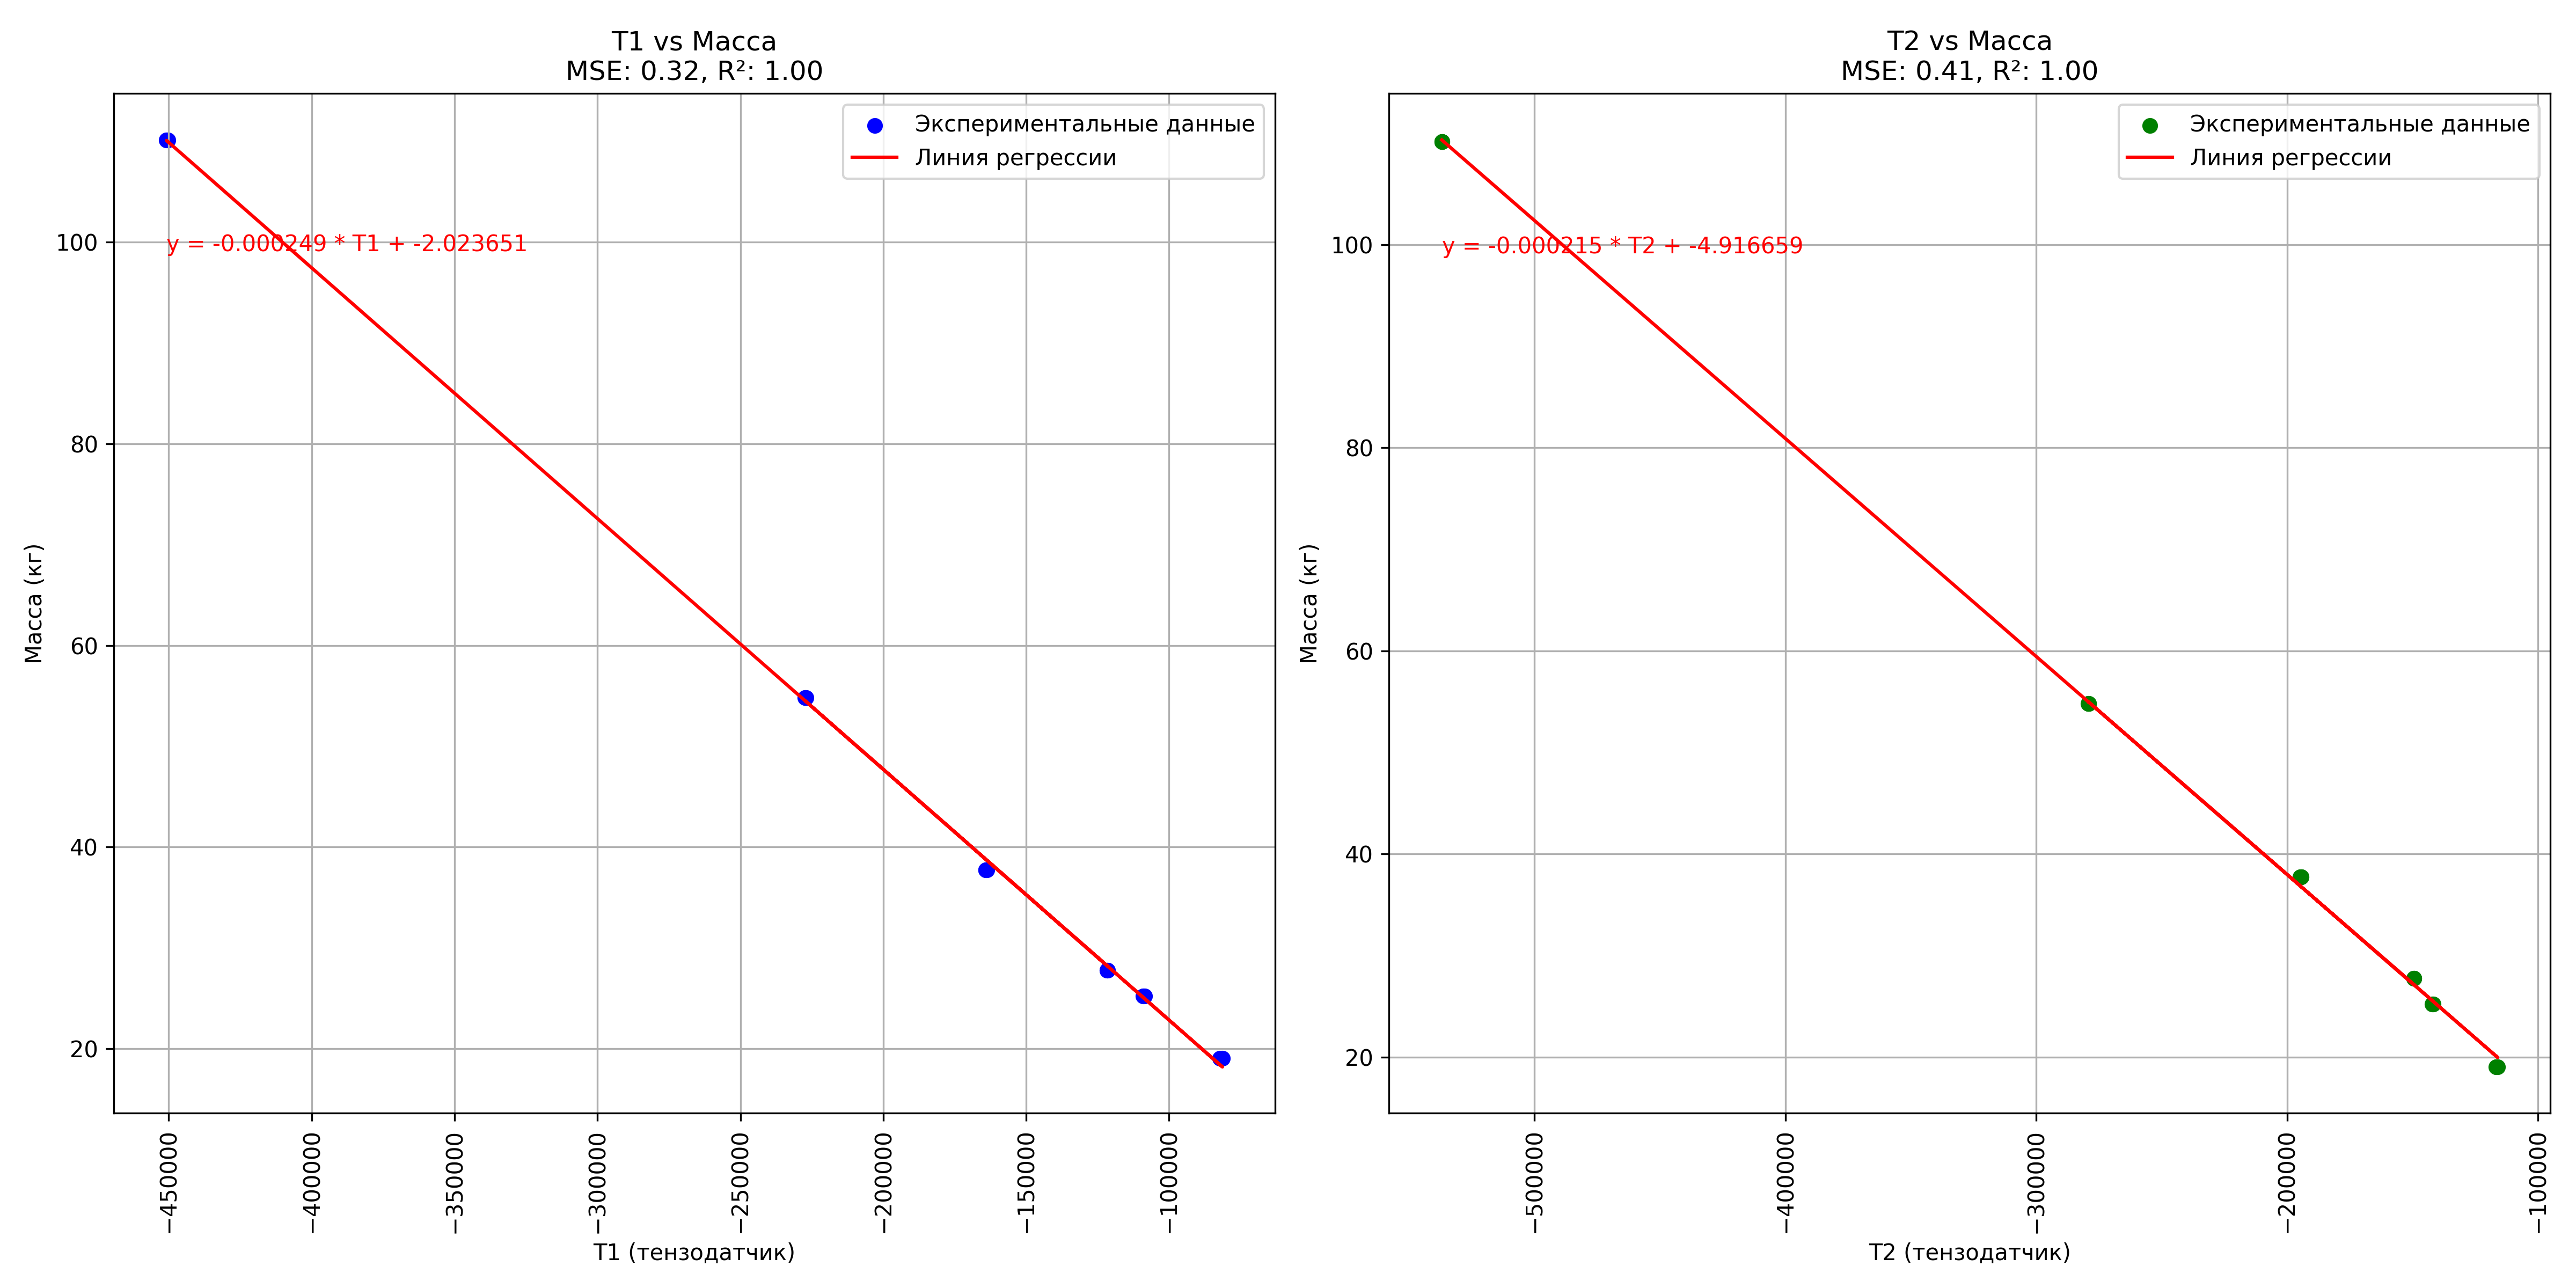 T1 vs Масса
MSE: 0.32, R²: 1.00
Экспериментальные данные
Линия регрессии
y = -0.000249 * T1 + -2.023651
100
80
60
40
20
Масса (кг)
−450000
−400000
−350000
−300000
−250000
−200000
−150000
−100000
T1 (тензодатчик)
T2 vs Масса
MSE: 0.41, R²: 1.00
Экспериментальные данные
Линия регрессии
y = -0.000215 * T2 + -4.916659
100
80
60
40
20
Масса (кг)
−500000
−400000
−300000
−200000
−100000
T2 (тензодатчик)